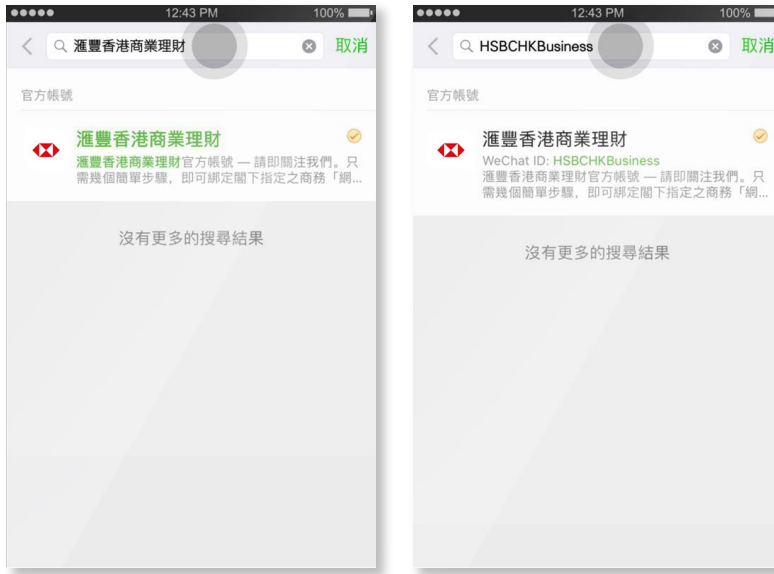 12:43 PM
100%
滙豐香港商業理財
取消
官方帳號
滙豐香港商業理財
滙豐香港商業理財官方帳號 — 請即關注我們。只
需幾個簡單步驟，即可綁定閣下指定之商務「網...
沒有更多的搜尋結果
12:43 PM
100%
HSBCHKBusiness
取消
官方帳號
滙豐香港商業理財
WeChat ID: HSBCHKBusiness
滙豐香港商業理財官方帳號 — 請即關注我們。只
需幾個簡單步驟，即可綁定閣下指定之商務「網...
沒有更多的搜尋結果